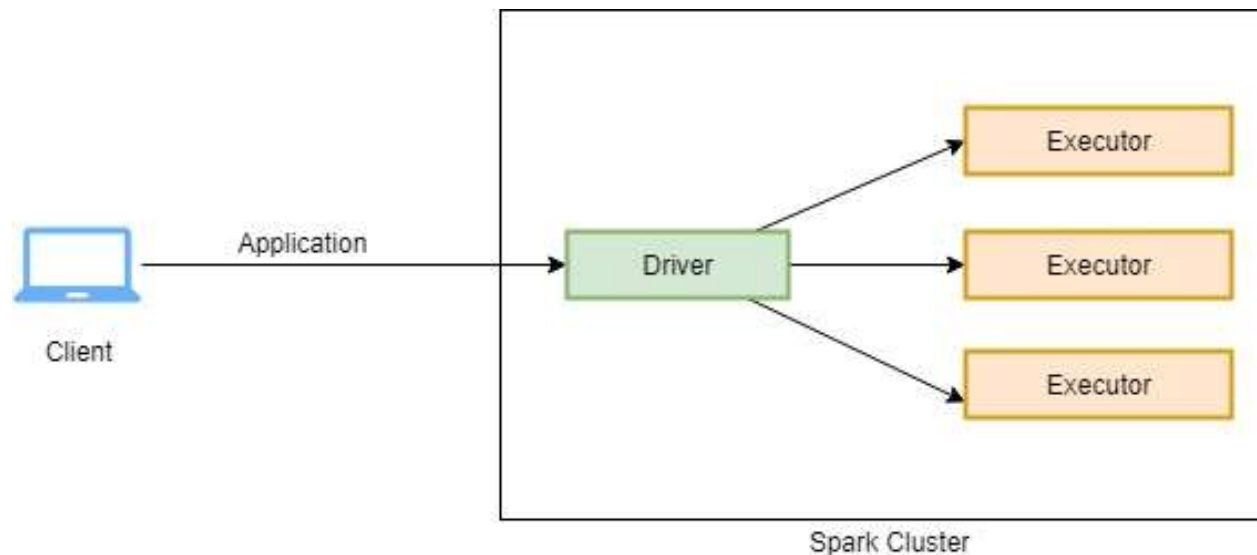 Application
Client
Driver
Executor
Executor
Executor
Spark Cluster